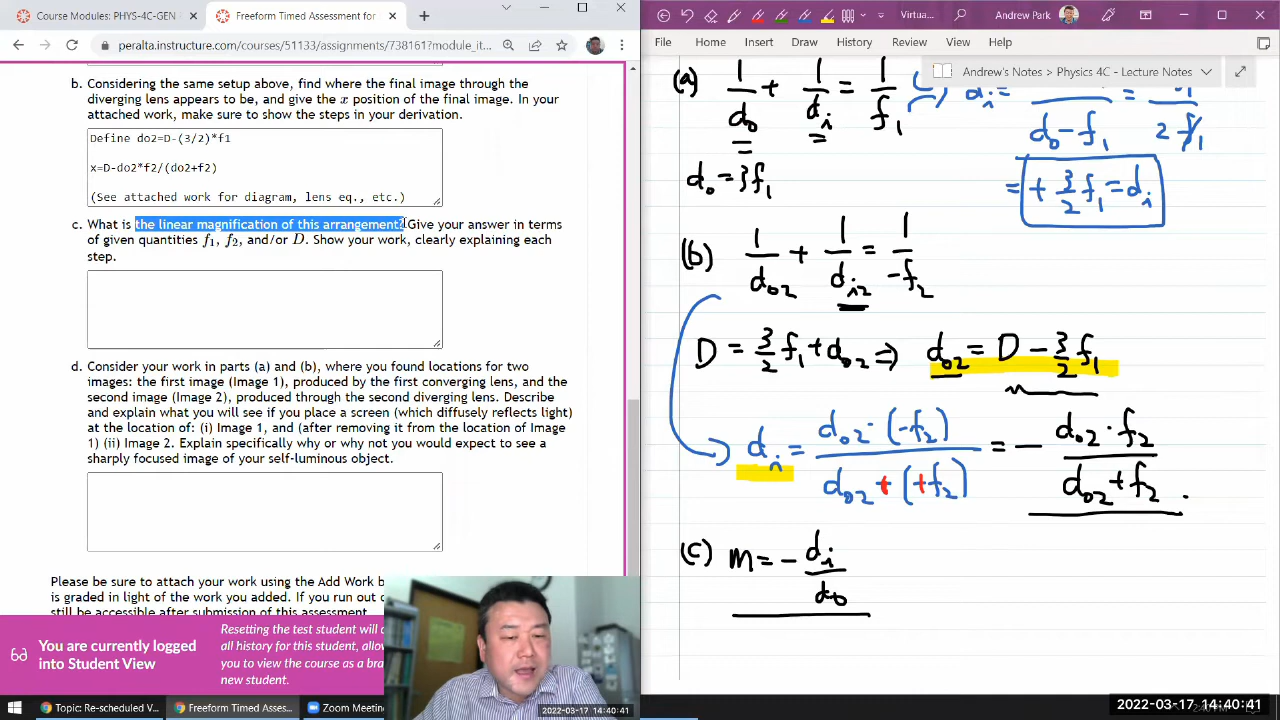 Course Modules: PHYS-4C-GEN
Freeform Timed Assessment for
peralta.instructure.com/courses/51133/assignments/738161?module_it...
b. Considering the same setup above, find where the final image through the
diverging lens appears to be, and give the x position of the final image. In your
attached work, make sure to show the steps in your derivation.
Define do2=D-(3/2)*f1
x=D-do2*f2/(do2+f2)
(See attached work for diagram, lens eq., etc.)
c. What is the linear magnification of this arrangement? Give your answer in terms
of given quantities f₁, f₂, and/or D. Show your work, clearly explaining each
step.
d. Consider your work in parts (a) and (b), where you found locations for two
images: the first image (Image 1), produced by the first converging lens, and the
second image (Image 2), produced through the second diverging lens. Describe
and explain what you will see if you place a screen (which diffusely reflects light)
at the location of: (i) Image 1, and (after removing it from the location of Image
1) (ii) Image 2. Explain specifically why or why not you would expect to see a
sharply focused image of your self-luminous object.
Please be sure to attach your work using the Add Work b
is graded in light of the work you added. If you run out o
still be accessible after submission of this assessment
You are currently logged
into Student View
Resetting the test student will c
all history for this student, allo
you to view the course as a bra
new student.
Topic: Re-scheduled V...
Freeform Timed Asses...
Zoom Meetin
2022-03-17 14:40:41
Virtua...
Andrew Park
File Home Insert Draw History Review View Help
Andrew's Notes › Physics 4C › Lecture Notes
(a) 1/do + 1/di = 1/f₁
do = 3f₁
do - f₁
2f₁
= + 3/2 f₁ = di
(b) 1/do2 + 1/di2 = 1/-f₂
D = 3/2 f₁ + do2 ⇒ do2 = D - 3/2 f₁
di = do2·(-f₂) / do2 + (+f₂) = - do2·f₂ / do2 + f₂ .
(c) m = - di/do
2022-03-17 14:40:41